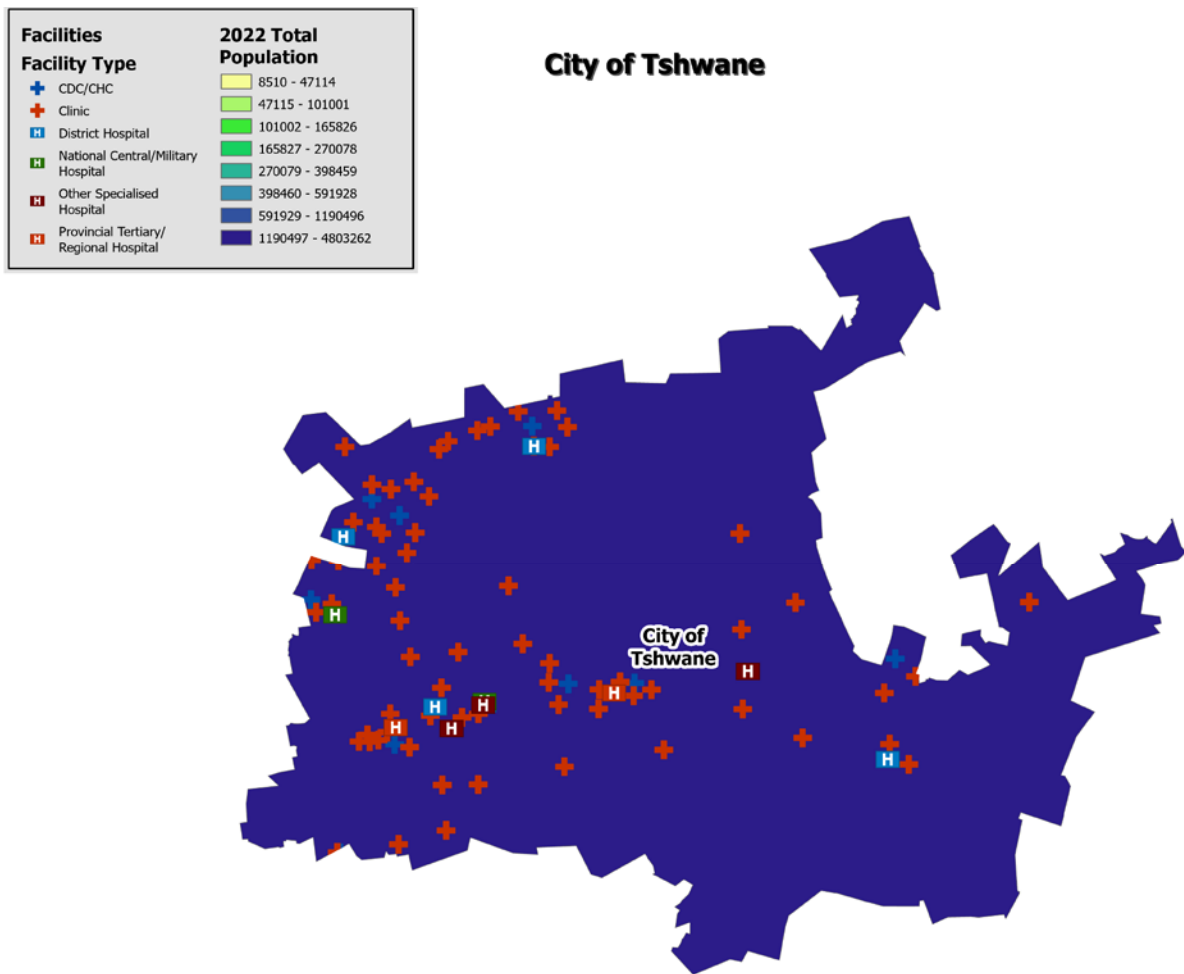 Facilities
Facility Type
CDC/CHC
Clinic
H District Hospital
H National Central/Military
Hospital
H Other Specialised
Hospital
H Provincial Tertiary/
Regional Hospital
2022 Total
Population
8510 - 47114
47115 - 101001
101002 - 165826
165827 - 270078
270079 - 398459
398460 - 591928
591929 - 1190496
1190497 - 4803262
City of Tshwane
H
H
H
City of
Tshwane
H
H
H
H
H
H
H